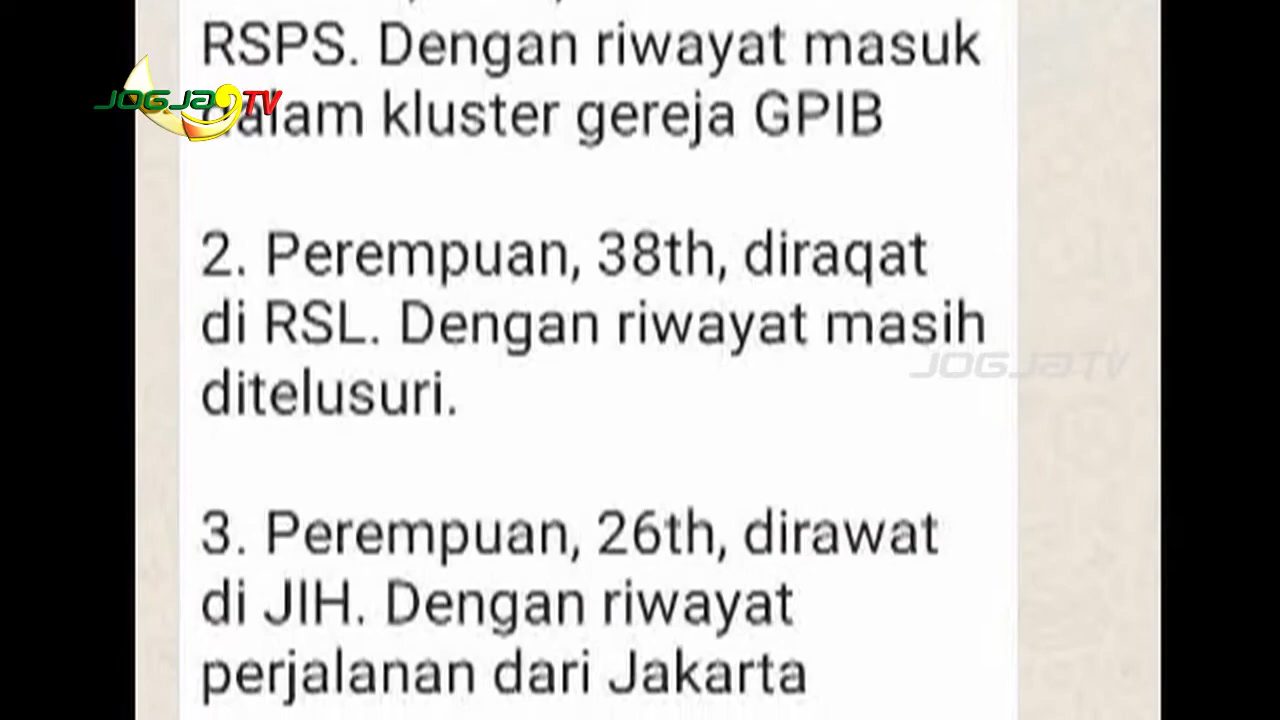 RSPS. Dengan riwayat masuk
JOGJA TV
dalam kluster gereja GPIB
2. Perempuan, 38th, diraqat
di RSL. Dengan riwayat masih
JOGJA TV
ditelusuri.
3. Perempuan, 26th, dirawat
di JIH. Dengan riwayat
perjalanan dari Jakarta